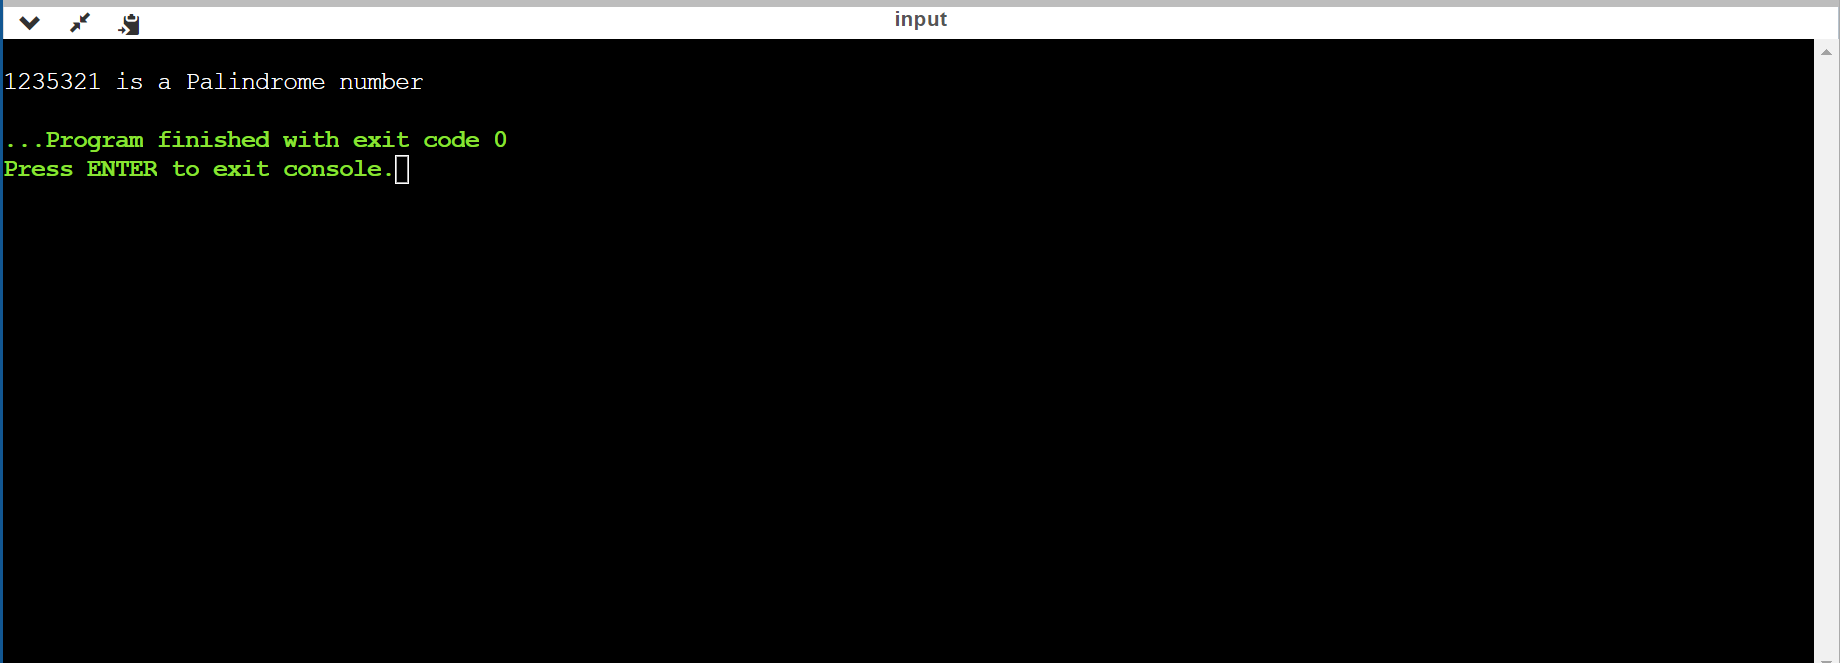 input
1235321 is a Palindrome number
...Program finished with exit code 0
Press ENTER to exit console.